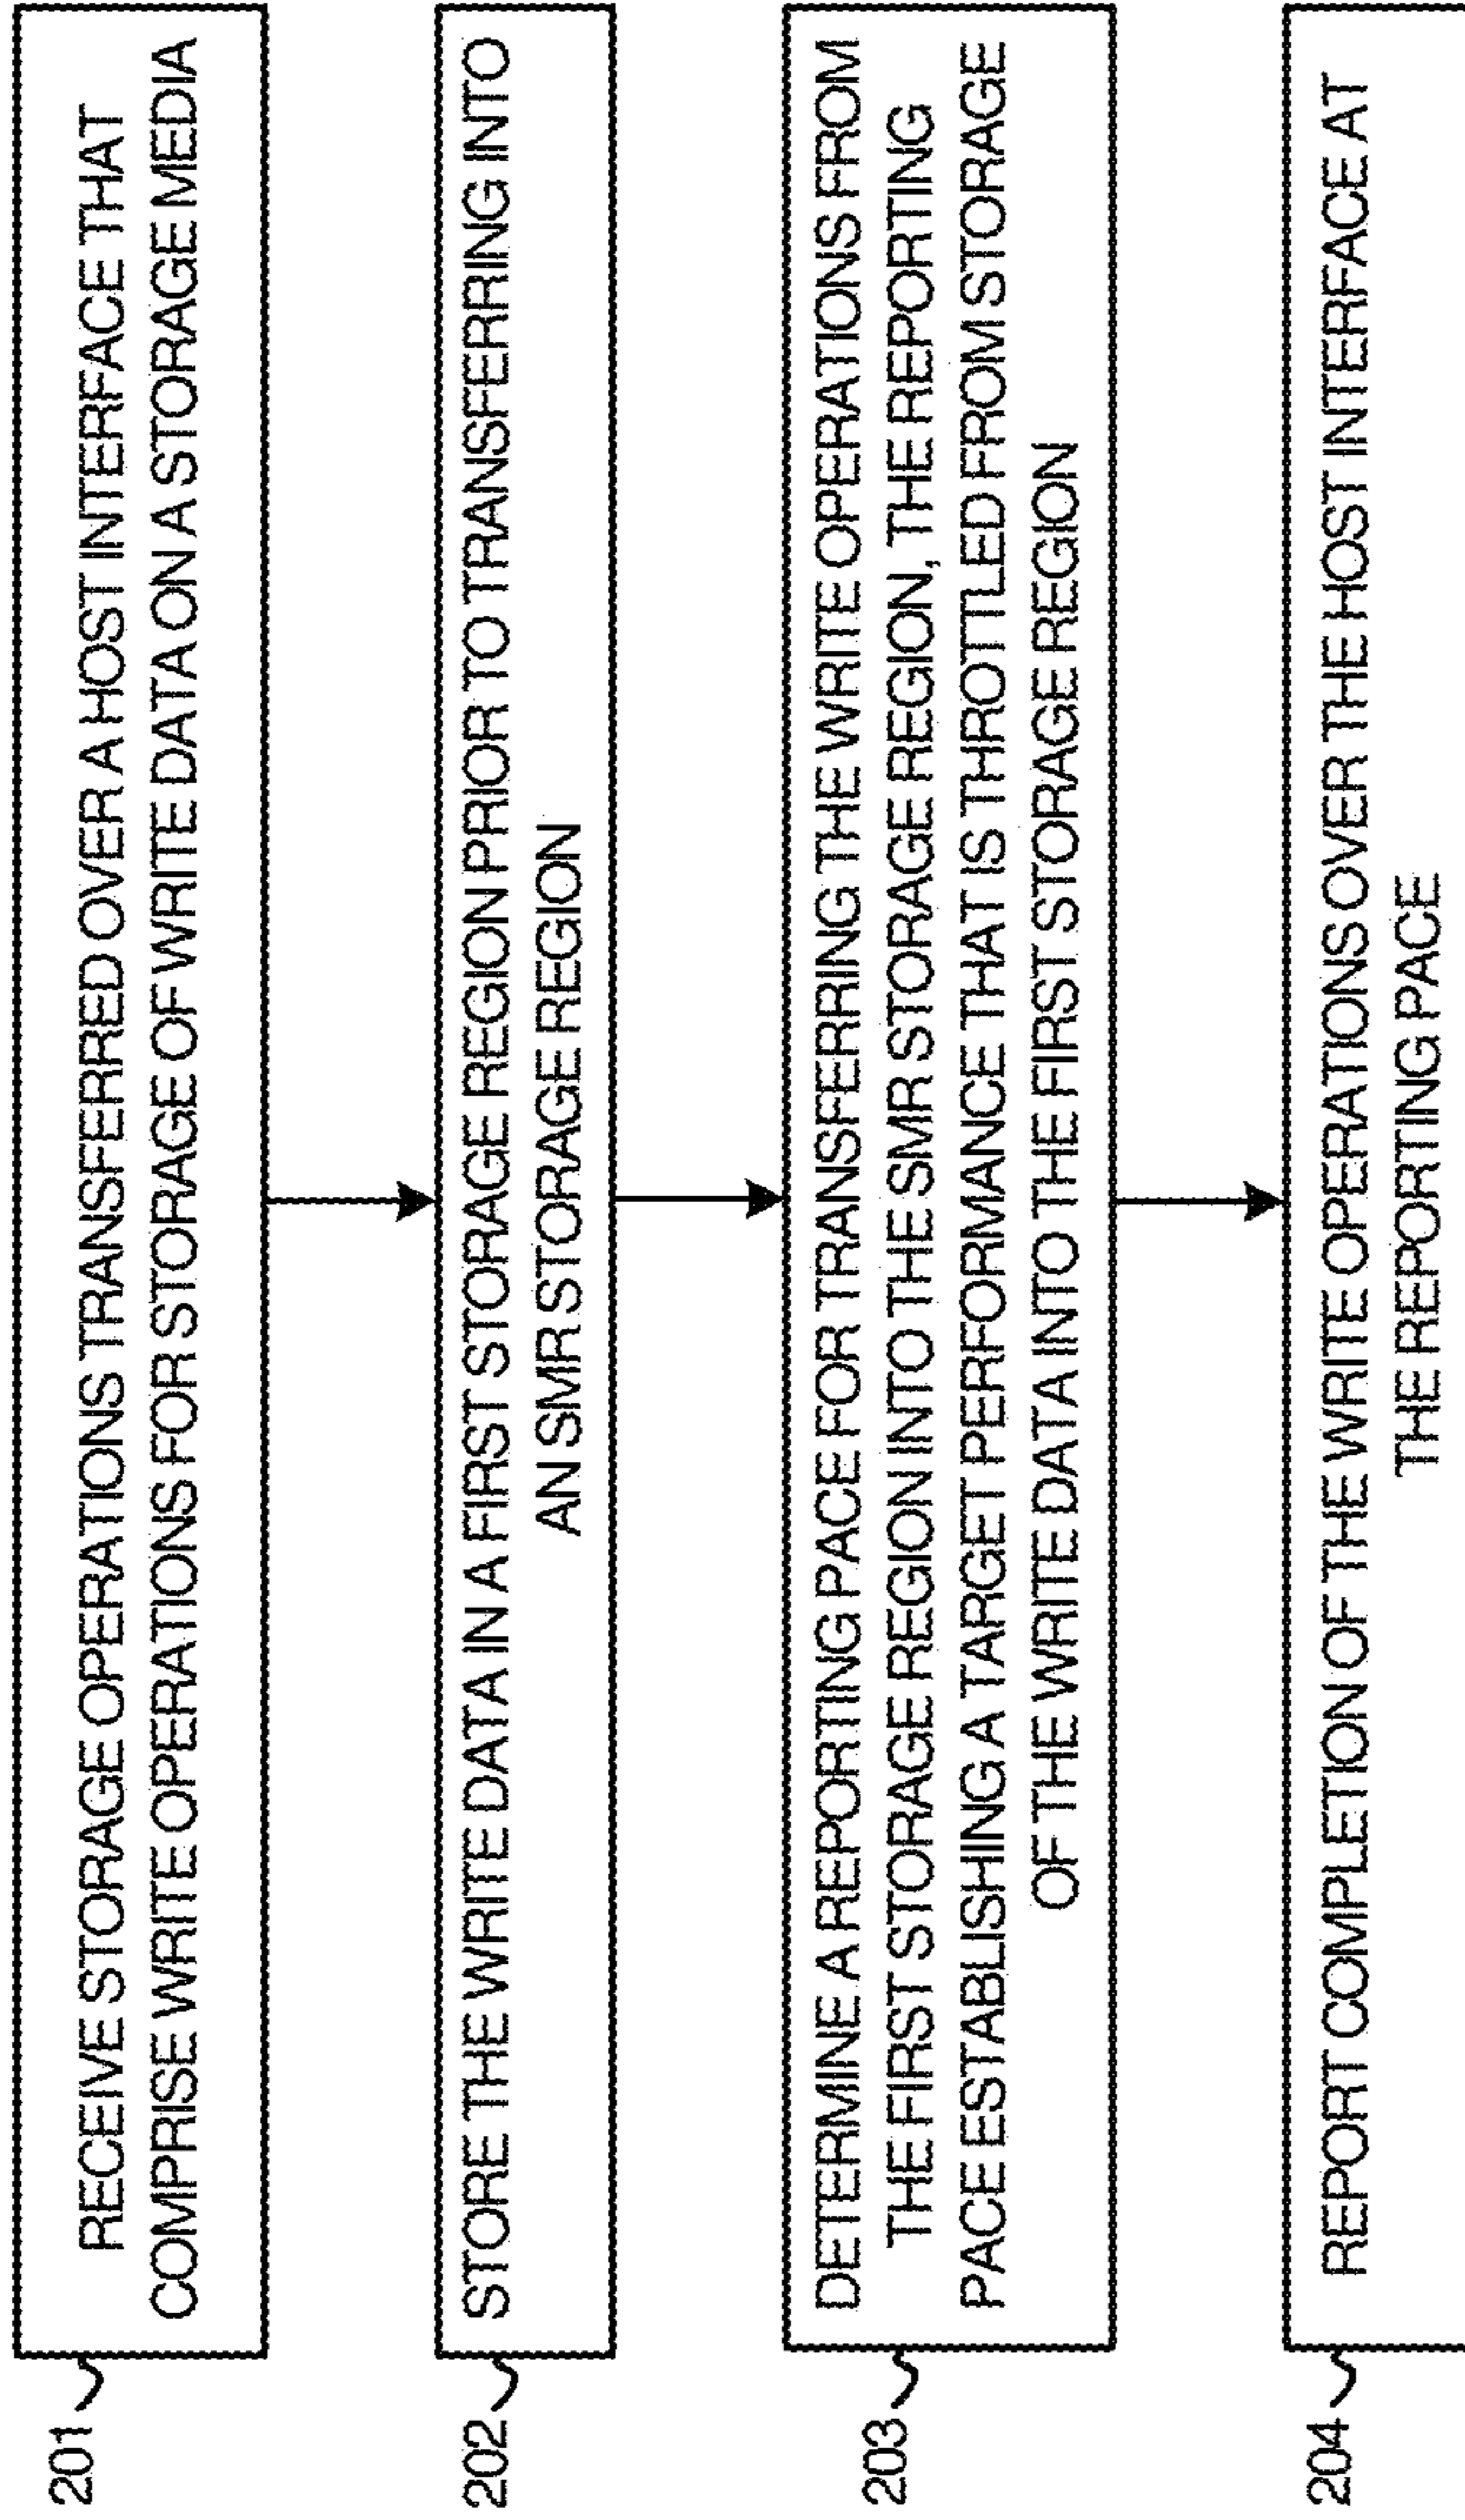 201
RECEIVE STORAGE OPERATIONS TRANSFERRED OVER A HOST INTERFACE THAT
COMPRISE WRITE OPERATIONS FOR STORAGE OF WRITE DATA ON A STORAGE MEDIA
202
STORE THE WRITE DATA IN A FIRST STORAGE REGION PRIOR TO TRANSFERRING INTO
AN SMR STORAGE REGION
203
DETERMINE A REPORTING PACE FOR TRANSFERRING THE WRITE OPERATIONS FROM
THE FIRST STORAGE REGION INTO THE SMR STORAGE REGION, THE REPORTING
PACE ESTABLISHING A TARGET PERFORMANCE THAT IS THROTTLED FROM STORAGE
OF THE WRITE DATA INTO THE FIRST STORAGE REGION
204
REPORT COMPLETION OF THE WRITE OPERATIONS OVER THE HOST INTERFACE AT
THE REPORTING PACE